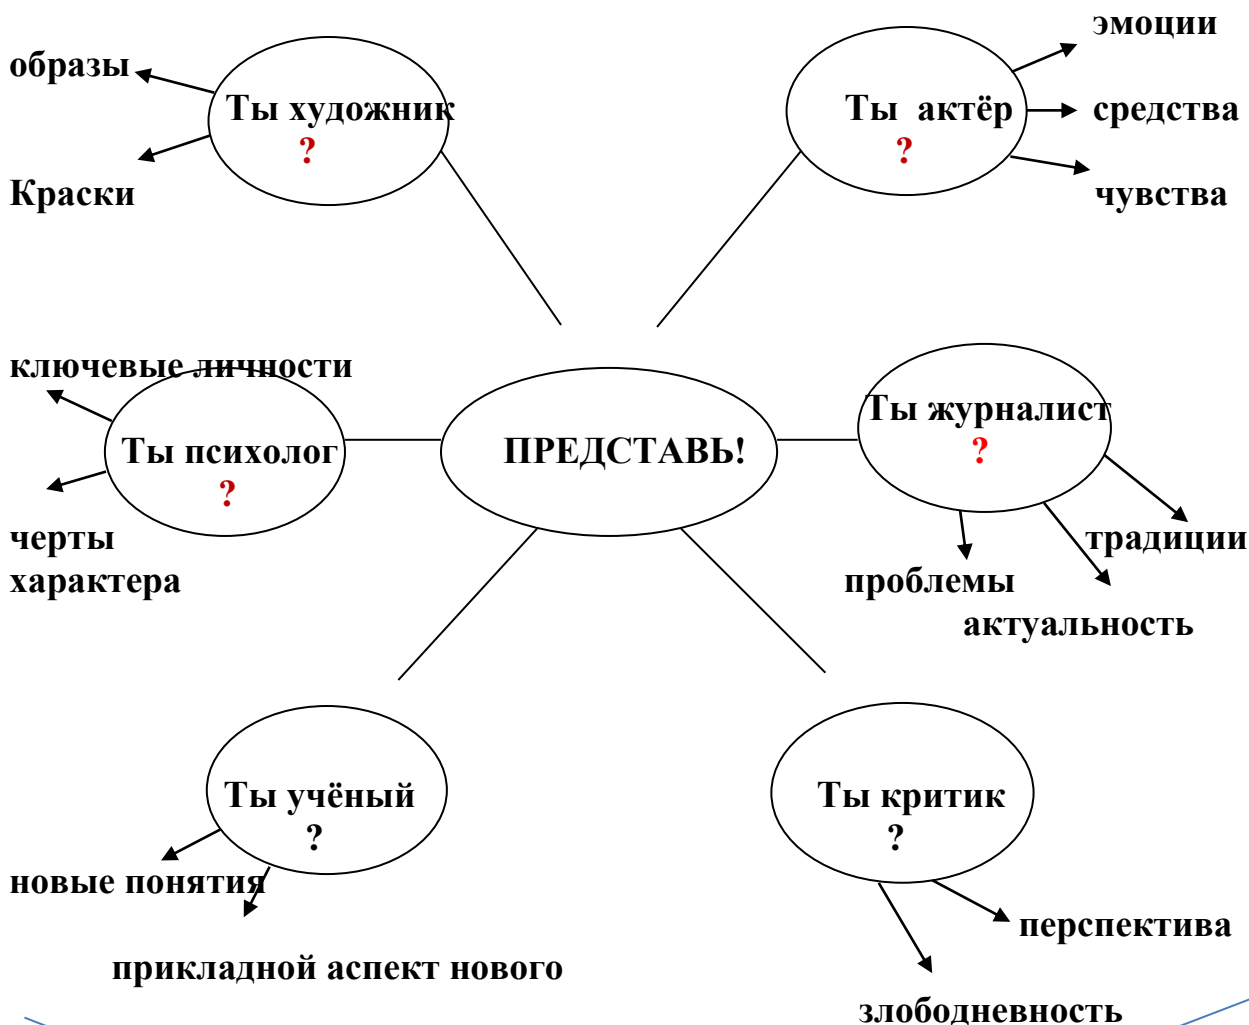 эмоции
образы
Ты художник
?
Ты актёр
?
средства
Краски
чувства
ключевые личности
Ты психолог
?
ПРЕДСТАВЬ!
Ты журналист
?
черты
характера
традиции
проблемы
актуальность
Ты учёный
?
Ты критик
?
новые понятия
перспектива
прикладной аспект нового
злободневность